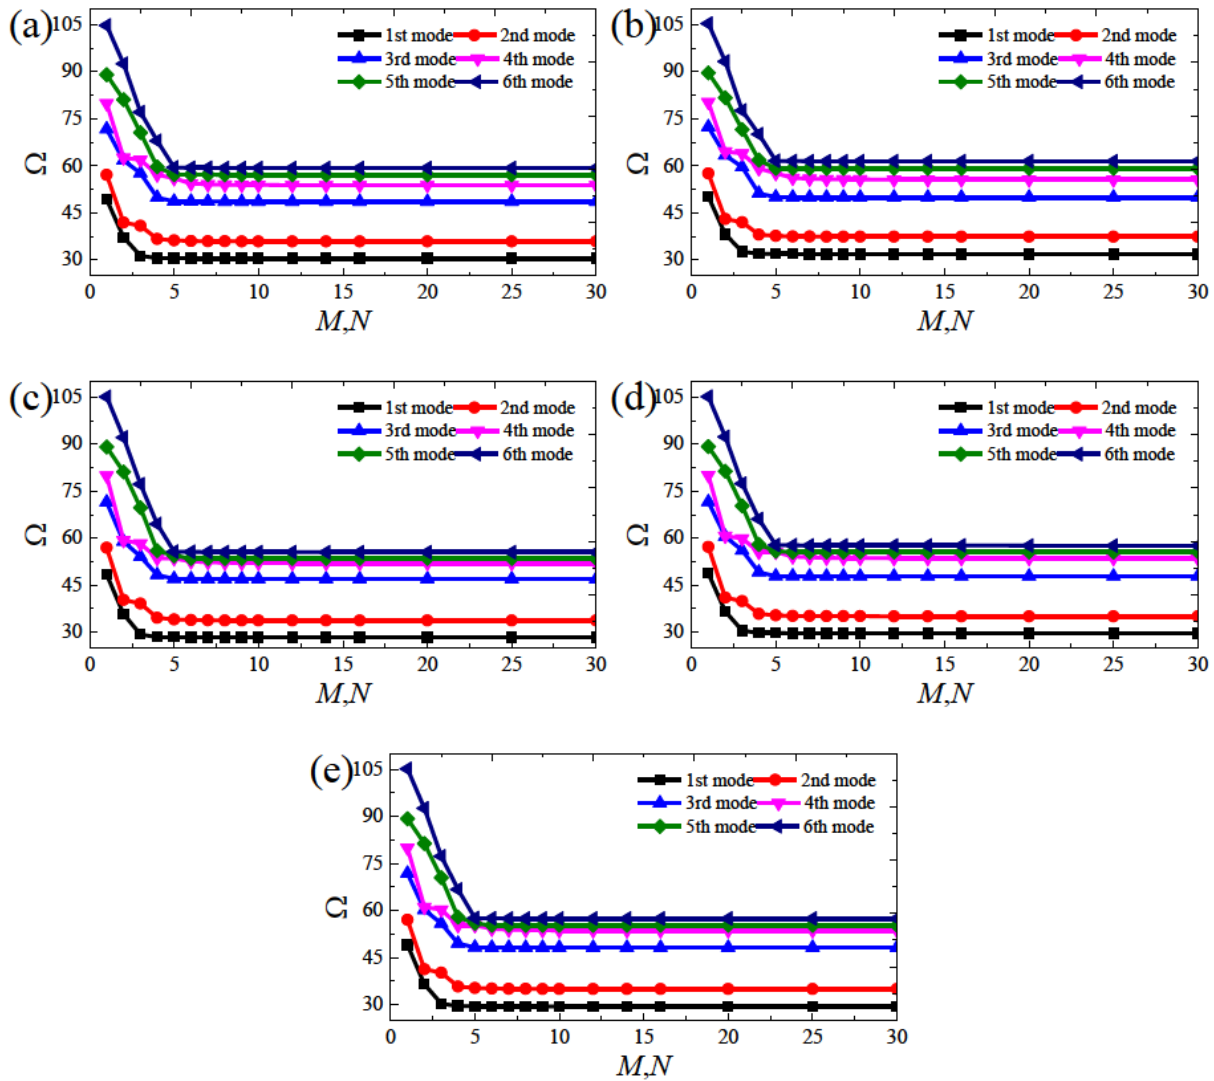 (a)
105
90
75
60
45
30
Ω
0 5 10 15 20 25 30
M,N
1st mode 2nd mode
3rd mode 4th mode
5th mode 6th mode
(b)
105
90
75
60
45
30
Ω
0 5 10 15 20 25 30
M,N
1st mode 2nd mode
3rd mode 4th mode
5th mode 6th mode
(c)
105
90
75
60
45
30
Ω
0 5 10 15 20 25 30
M,N
1st mode 2nd mode
3rd mode 4th mode
5th mode 6th mode
(d)
105
90
75
60
45
30
Ω
0 5 10 15 20 25 30
M,N
1st mode 2nd mode
3rd mode 4th mode
5th mode 6th mode
(e)
105
90
75
60
45
30
Ω
0 5 10 15 20 25 30
M,N
1st mode 2nd mode
3rd mode 4th mode
5th mode 6th mode